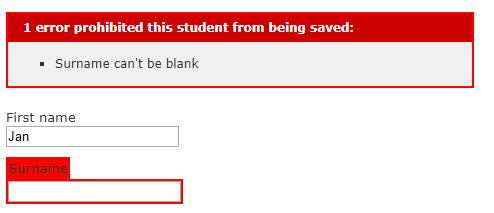 1 error prohibited this student from being saved:
Surname can't be blank
First name
Jan
Surname